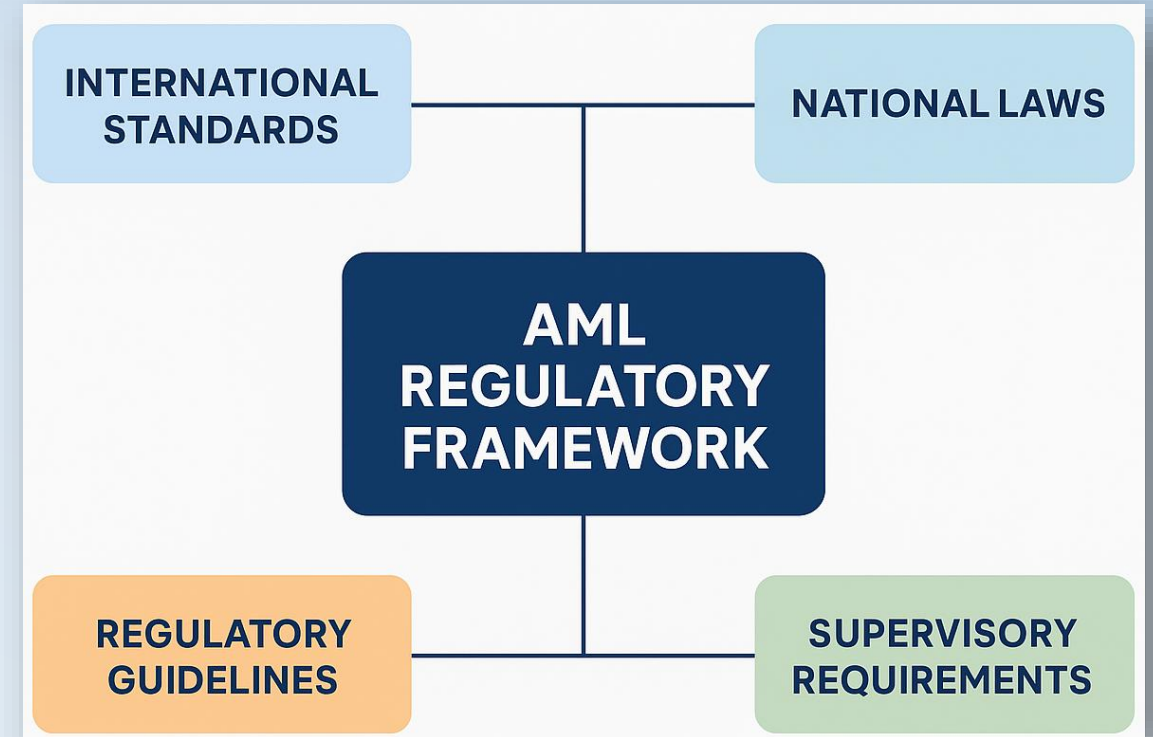 INTERNATIONAL
STANDARDS
NATIONAL LAWS
AML
REGULATORY
FRAMEWORK
REGULATORY
GUIDELINES
SUPERVISORY
REQUIREMENTS